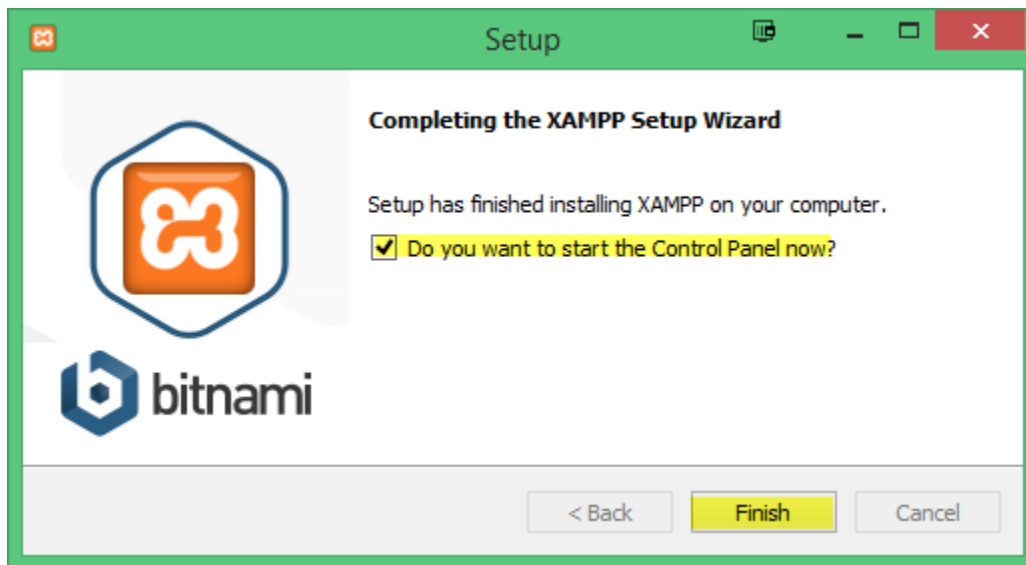 Setup
Completing the XAMPP Setup Wizard
Setup has finished installing XAMPP on your computer.
Do you want to start the Control Panel now?
bitnami
< Back Finish Cancel